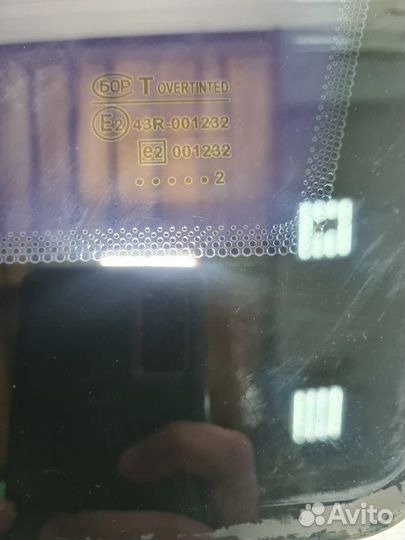 БОР T OVERTINTED
E2 43R-001232
e2 001232
. . . . . 2
Avito